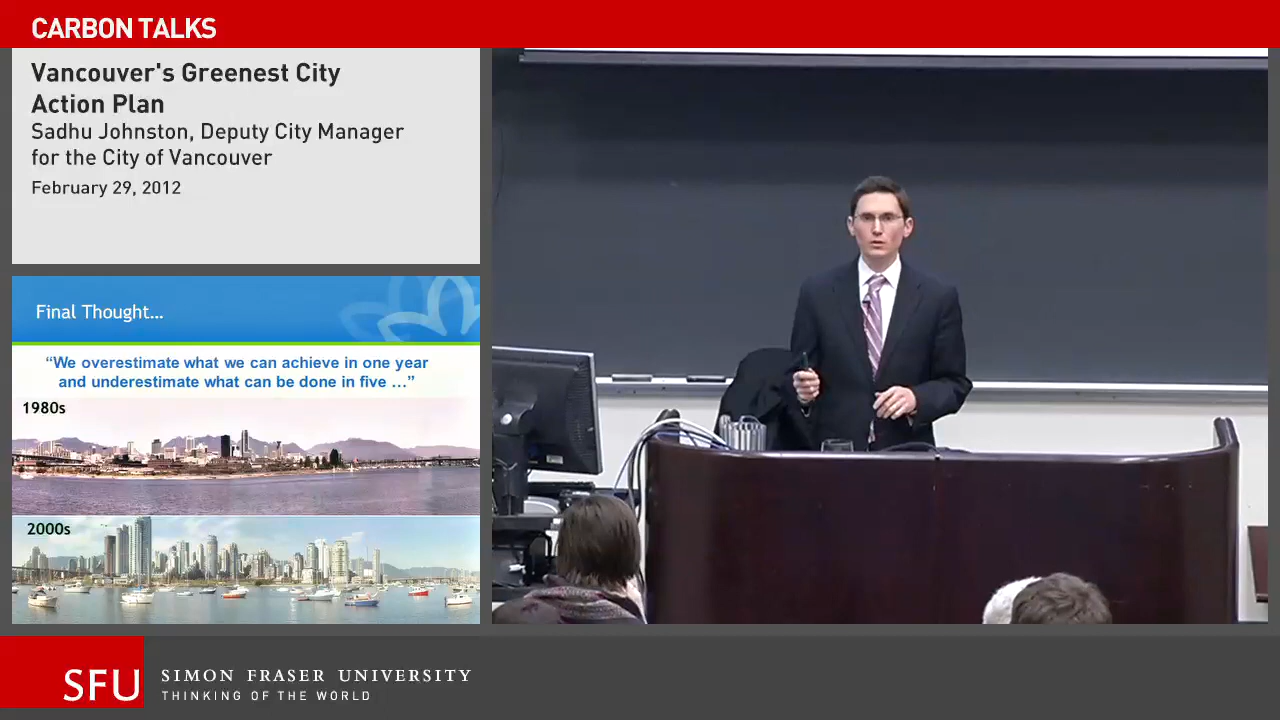 CARBON TALKS
Vancouver's Greenest City
Action Plan
Sadhu Johnston, Deputy City Manager
for the City of Vancouver
February 29, 2012
Final Thought...
“We overestimate what we can achieve in one year
and underestimate what can be done in five ...”
1980s
2000s
SFU
SIMON FRASER UNIVERSITY
THINKING OF THE WORLD